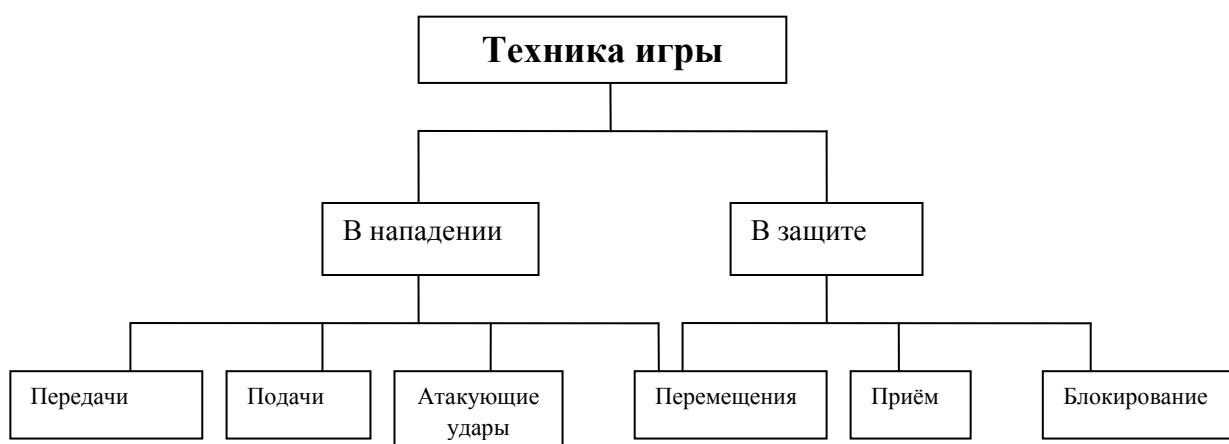 Техника игры
В нападении
В защите
Передачи
Подачи
Атакующие
удары
Перемещения
Приём
Блокирование